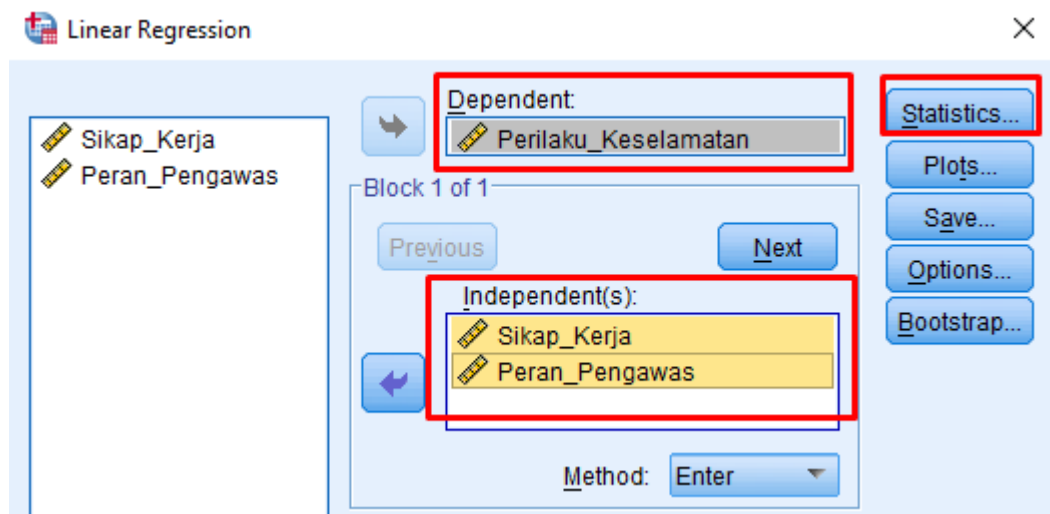 Linear Regression
Sikap_Kerja
Peran_Pengawas
Dependent:
Perilaku_Keselamatan
Block 1 of 1
Previous
Next
Independent(s):
Sikap_Kerja
Peran_Pengawas
Method: Enter
Statistics...
Plots...
Save...
Options...
Bootstrap...